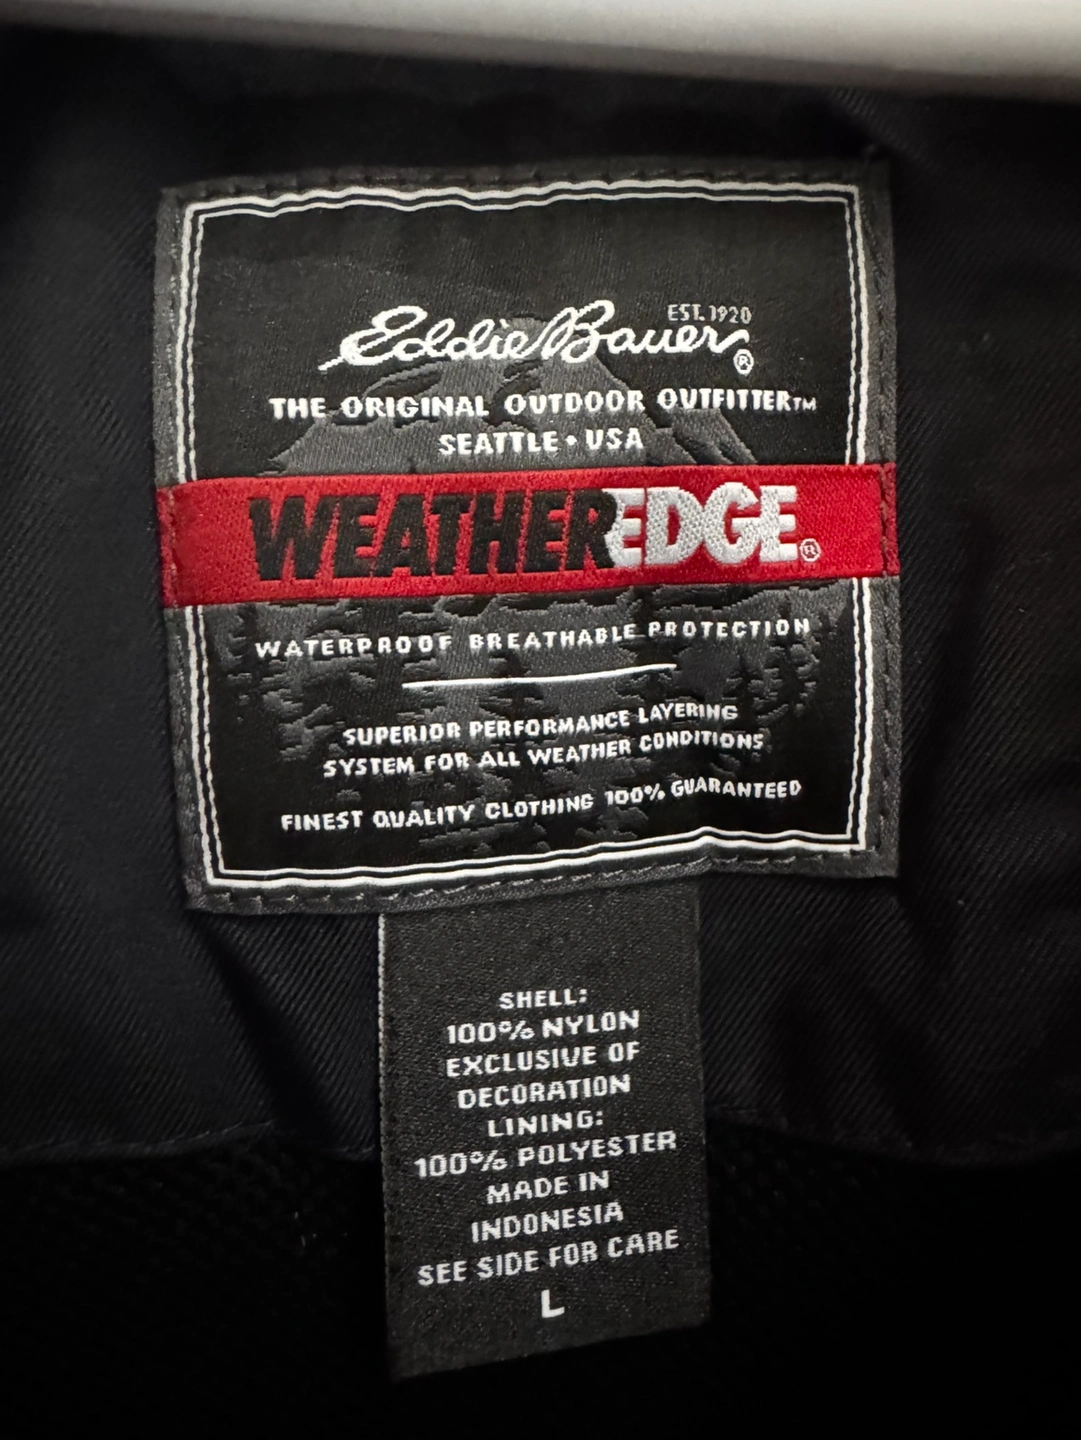 Eddie Bauer® EST. 1920
THE ORIGINAL OUTDOOR OUTFITTER™
SEATTLE • USA
WEATHEREDGE®
WATERPROOF BREATHABLE PROTECTION
SUPERIOR PERFORMANCE LAYERING
SYSTEM FOR ALL WEATHER CONDITIONS
FINEST QUALITY CLOTHING 100% GUARANTEED
SHELL:
100% NYLON
EXCLUSIVE OF
DECORATION
LINING:
100% POLYESTER
MADE IN
INDONESIA
SEE SIDE FOR CARE
L